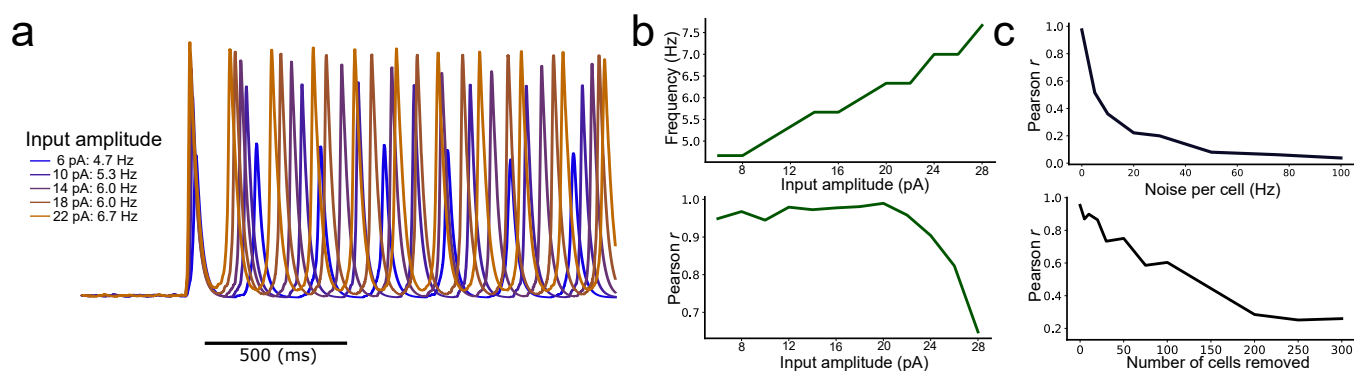 a
Input amplitude
6 pA: 4.7 Hz
10 pA: 5.3 Hz
14 pA: 6.0 Hz
18 pA: 6.0 Hz
22 pA: 6.7 Hz
500 (ms)
b
Frequency (Hz)
7.5
7.0
6.5
6.0
5.5
5.0
8 12 16 20 24 28
Input amplitude (pA)
Pearson r
1.0
0.9
0.8
0.7
8 12 16 20 24 28
Input amplitude (pA)
c
Pearson r
1.0
0.8
0.6
0.4
0.2
0.0
0 20 40 60 80 100
Noise per cell (Hz)
Pearson r
1.0
0.8
0.6
0.4
0.2
0 50 100 150 200 250 300
Number of cells removed